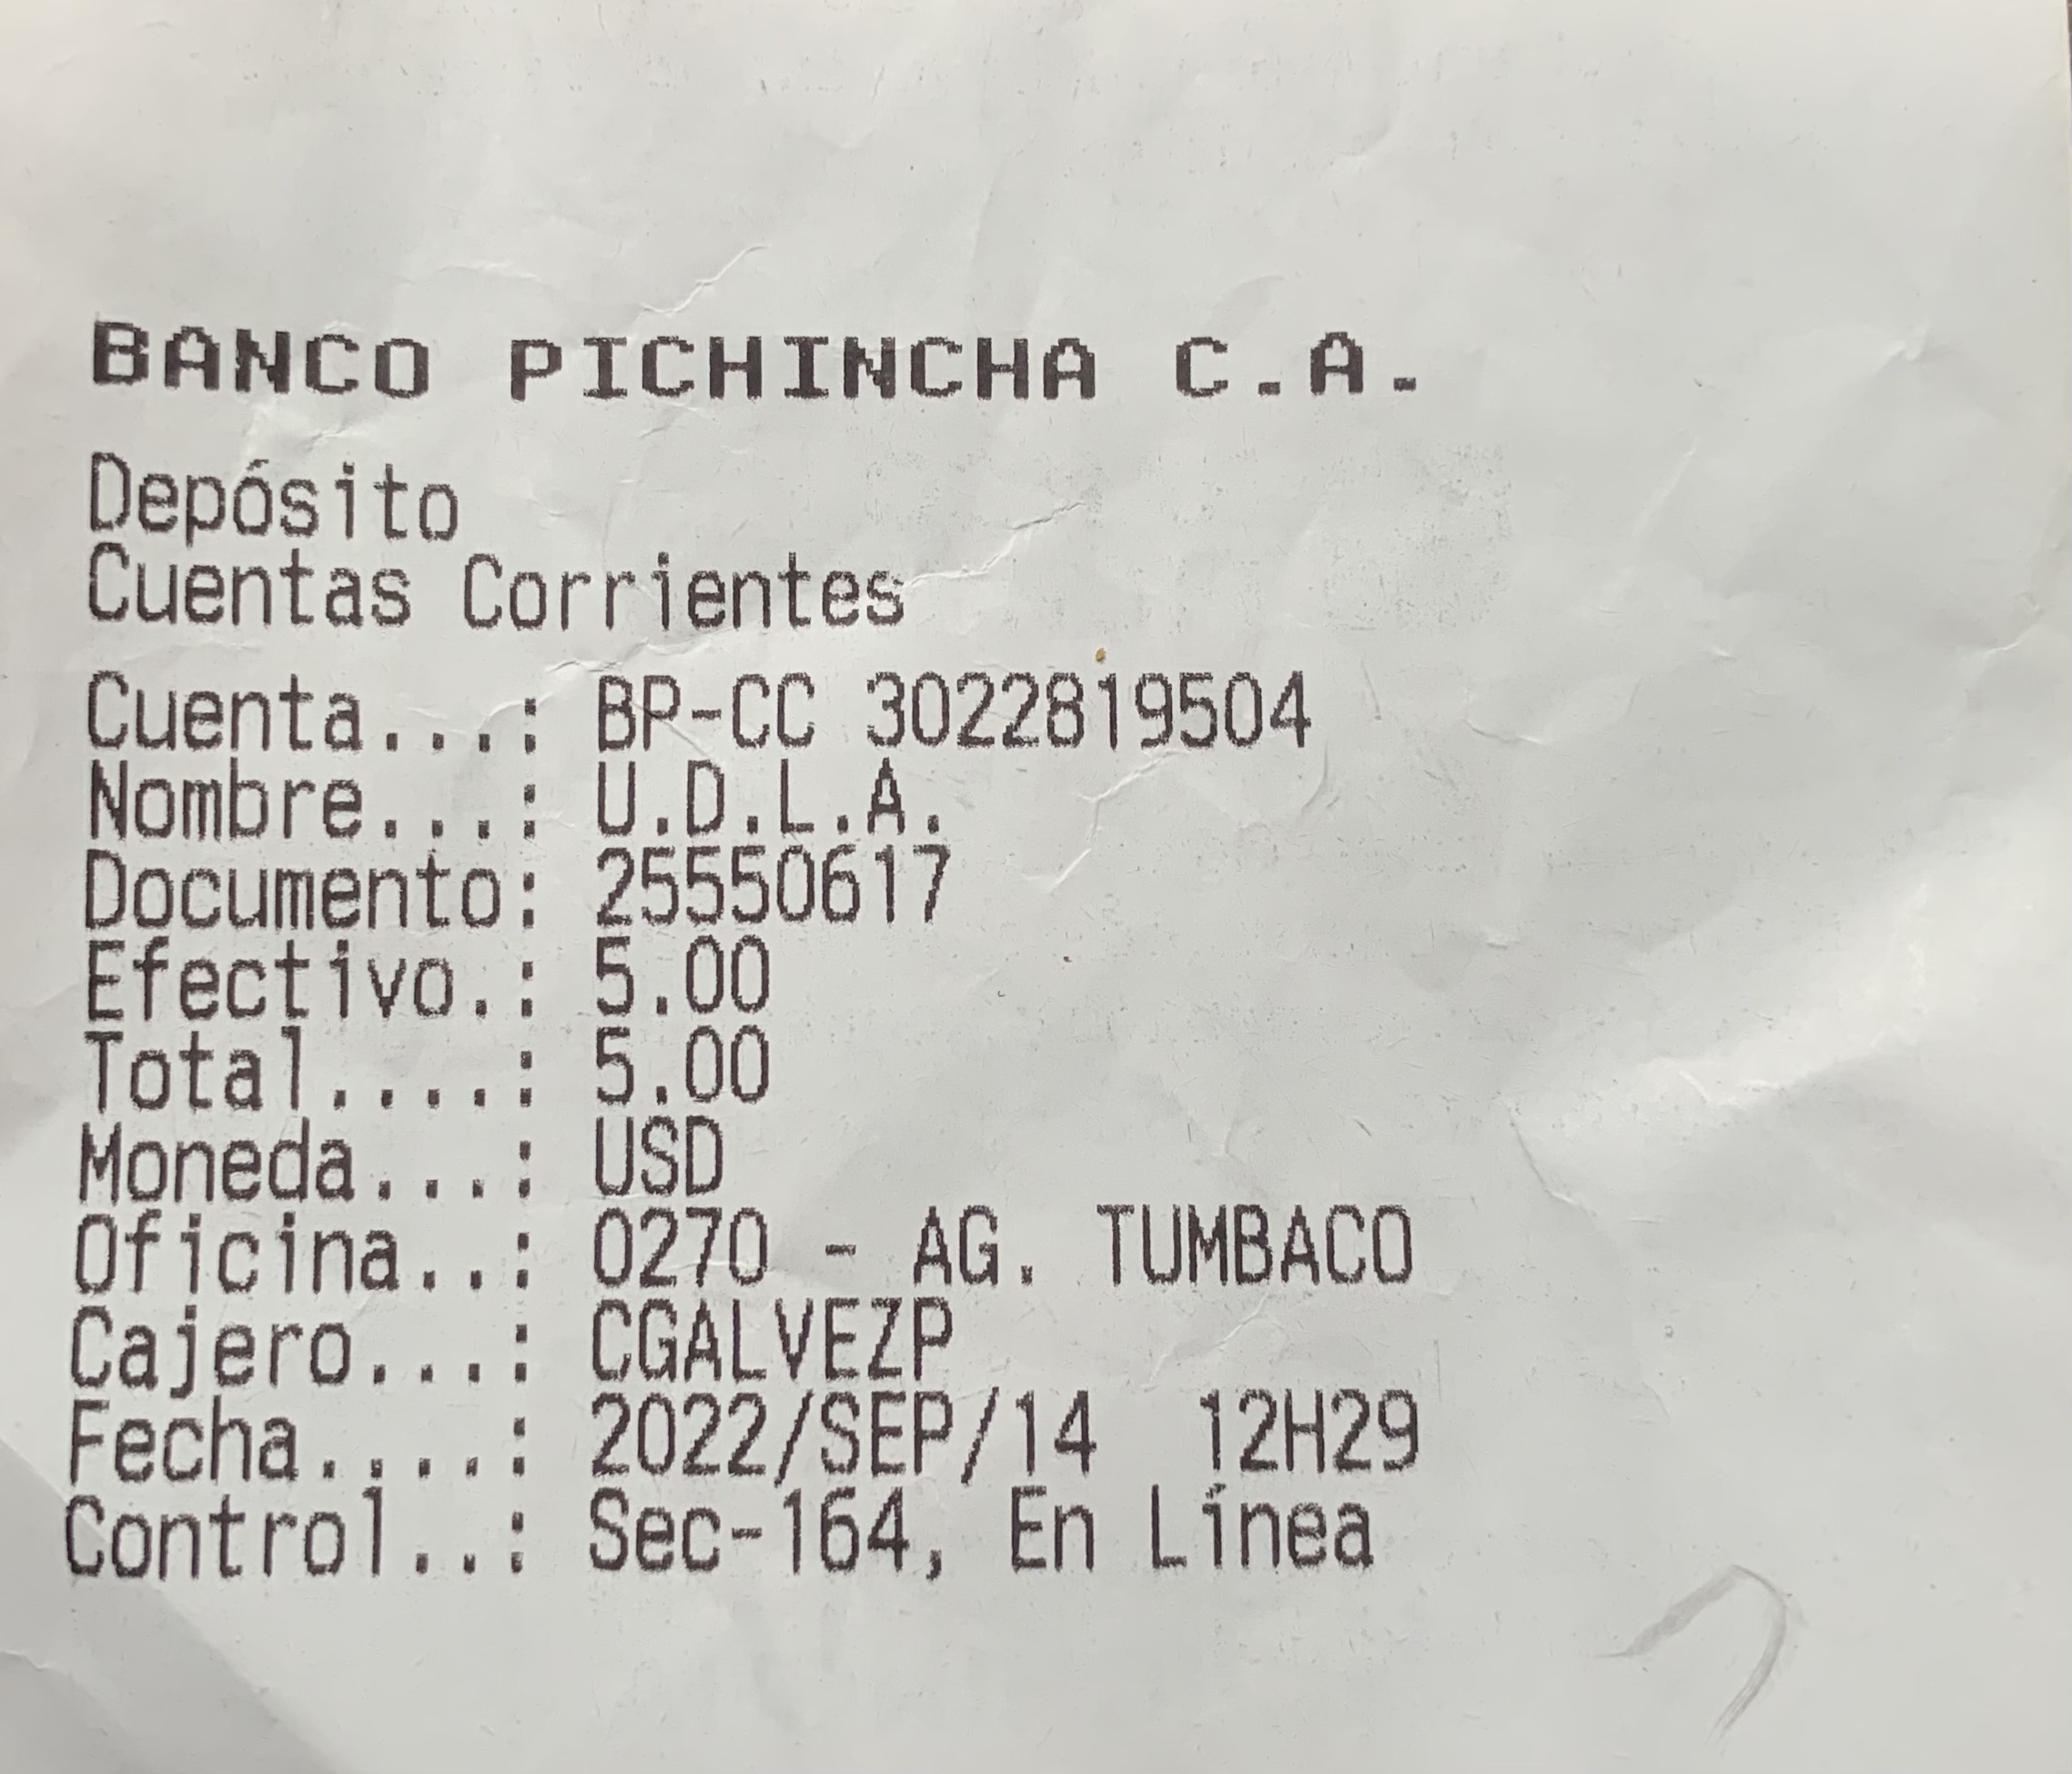 BANCO PICHINCHA C.A.
Depósito
Cuentas Corrientes
Cuenta...: BP-CC 3022819504
Nombre...: U.D.L.A.
Documento: 25550617
Efectivo.: 5.00
Total....: 5.00
Moneda...: USD
Oficina..: 0270 - AG. TUMBACO
Cajero...: CGALVEZP
Fecha....: 2022/SEP/14  12H29
Control..: Sec-164, En Línea